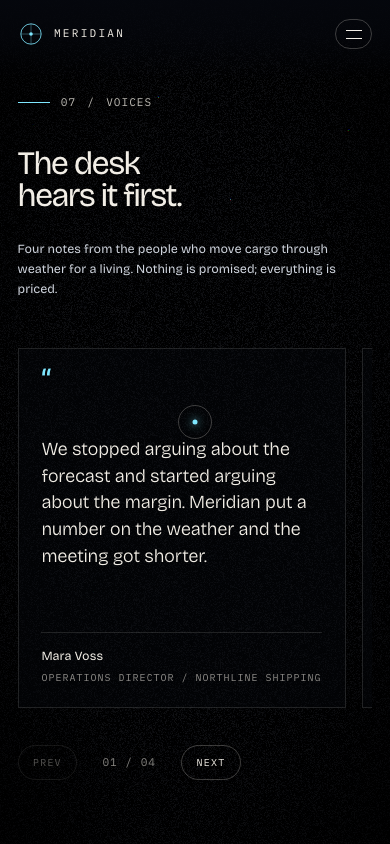 MERIDIAN
07 / VOICES
The desk
hears it first.
Four notes from the people who move cargo through
weather for a living. Nothing is promised; everything is
priced.
“
We stopped arguing about the
forecast and started arguing
about the margin. Meridian put a
number on the weather and the
meeting got shorter.
Mara Voss
OPERATIONS DIRECTOR / NORTHLINE SHIPPING
PREV
01 / 04
NEXT